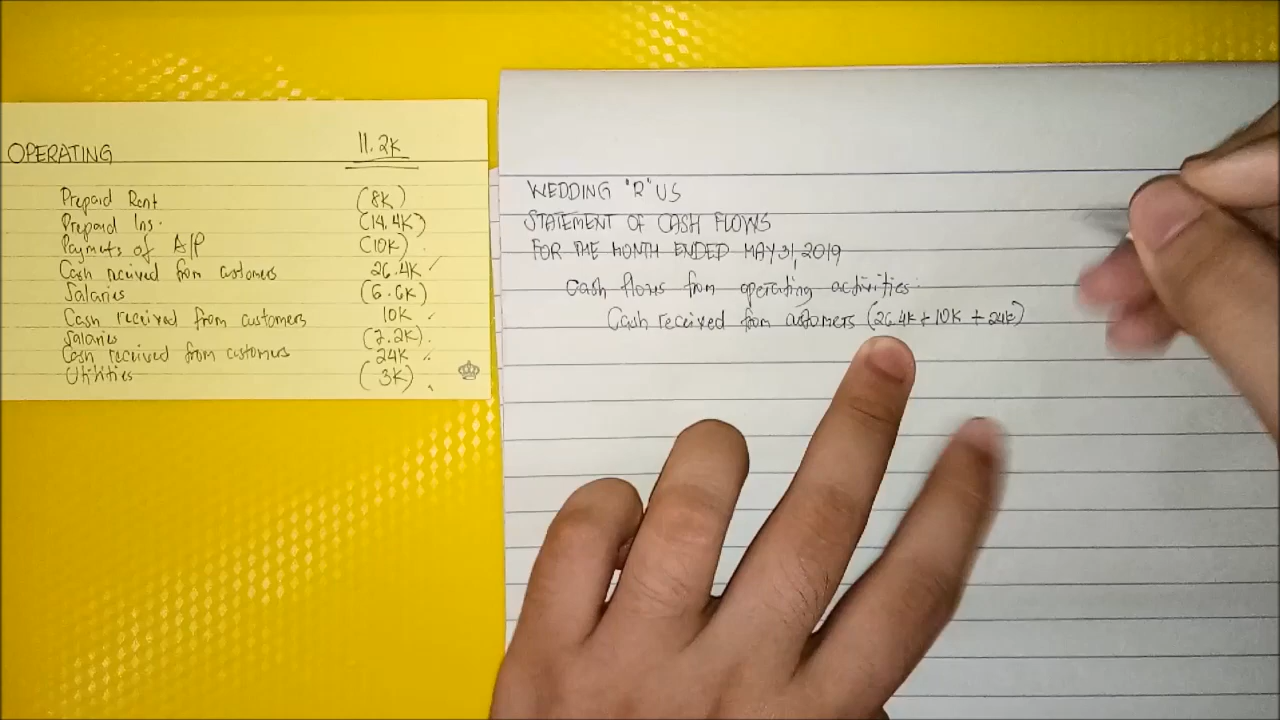 OPERATING 11.2K
Prepaid Rent (8K)
Prepaid Ins. (14.4K)
Payments of A/P (10K)
Cash received from customers 26.4K ✓
Salaries (6.6K)
Cash received from customers 10K ✓
Salaries (7.2K)
Cash received from customers 24K ✓
Utilities (3K)
WEDDING "R" US
STATEMENT OF CASH FLOWS
FOR THE MONTH ENDED MAY 31, 2019
Cash flows from operating activities:
Cash received from customers (26.4K + 10K + 24K)